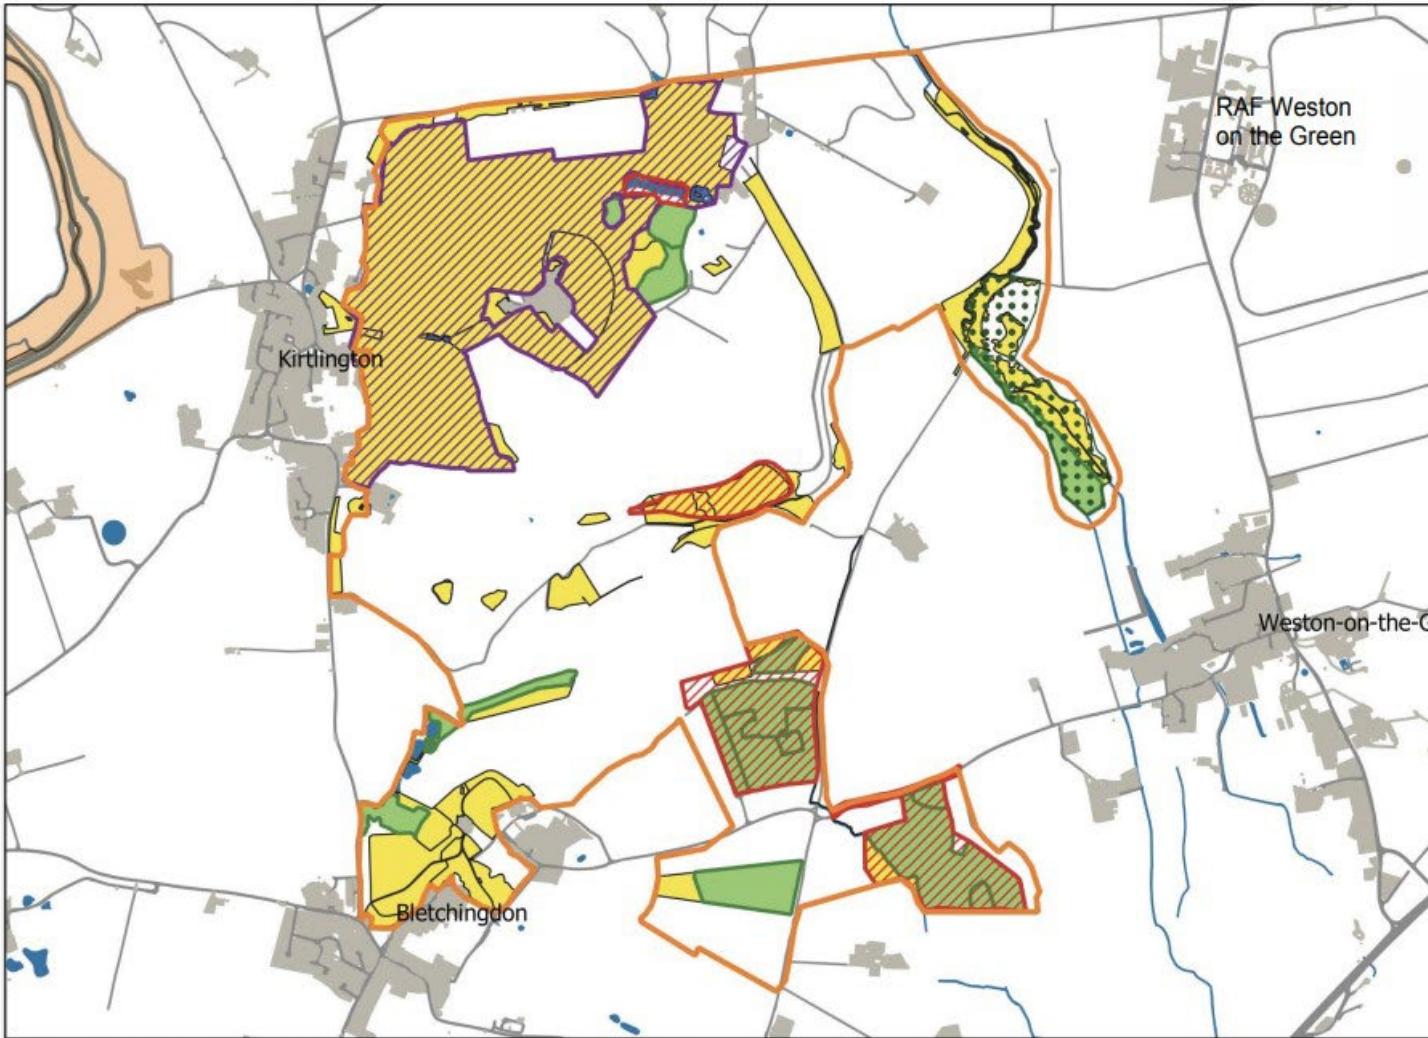 RAF Weston
on the Green
Kirtlington
Weston-on-the-G
Bletchingdon